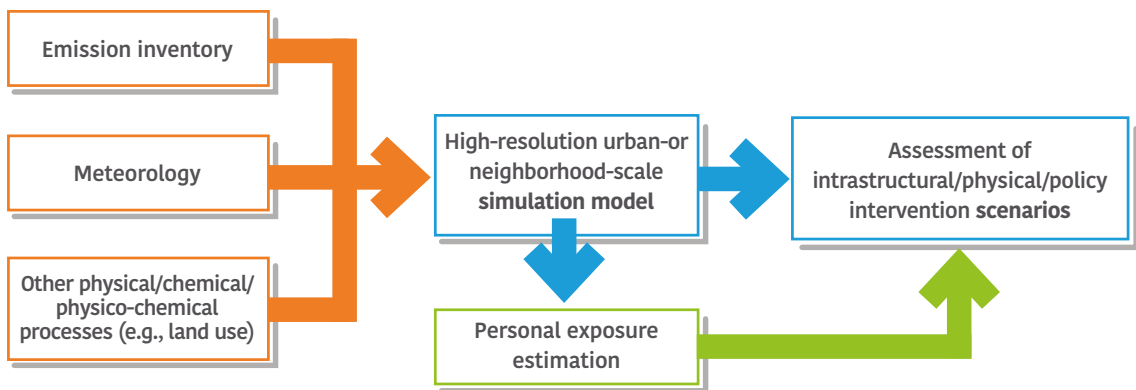 Emission inventory
Meteorology
Other physical/chemical/
physico-chemical
processes (e.g., land use)
High-resolution urban-or
neighborhood-scale
simulation model
Personal exposure
estimation
Assessment of
intrastructural/physical/policy
intervention scenarios